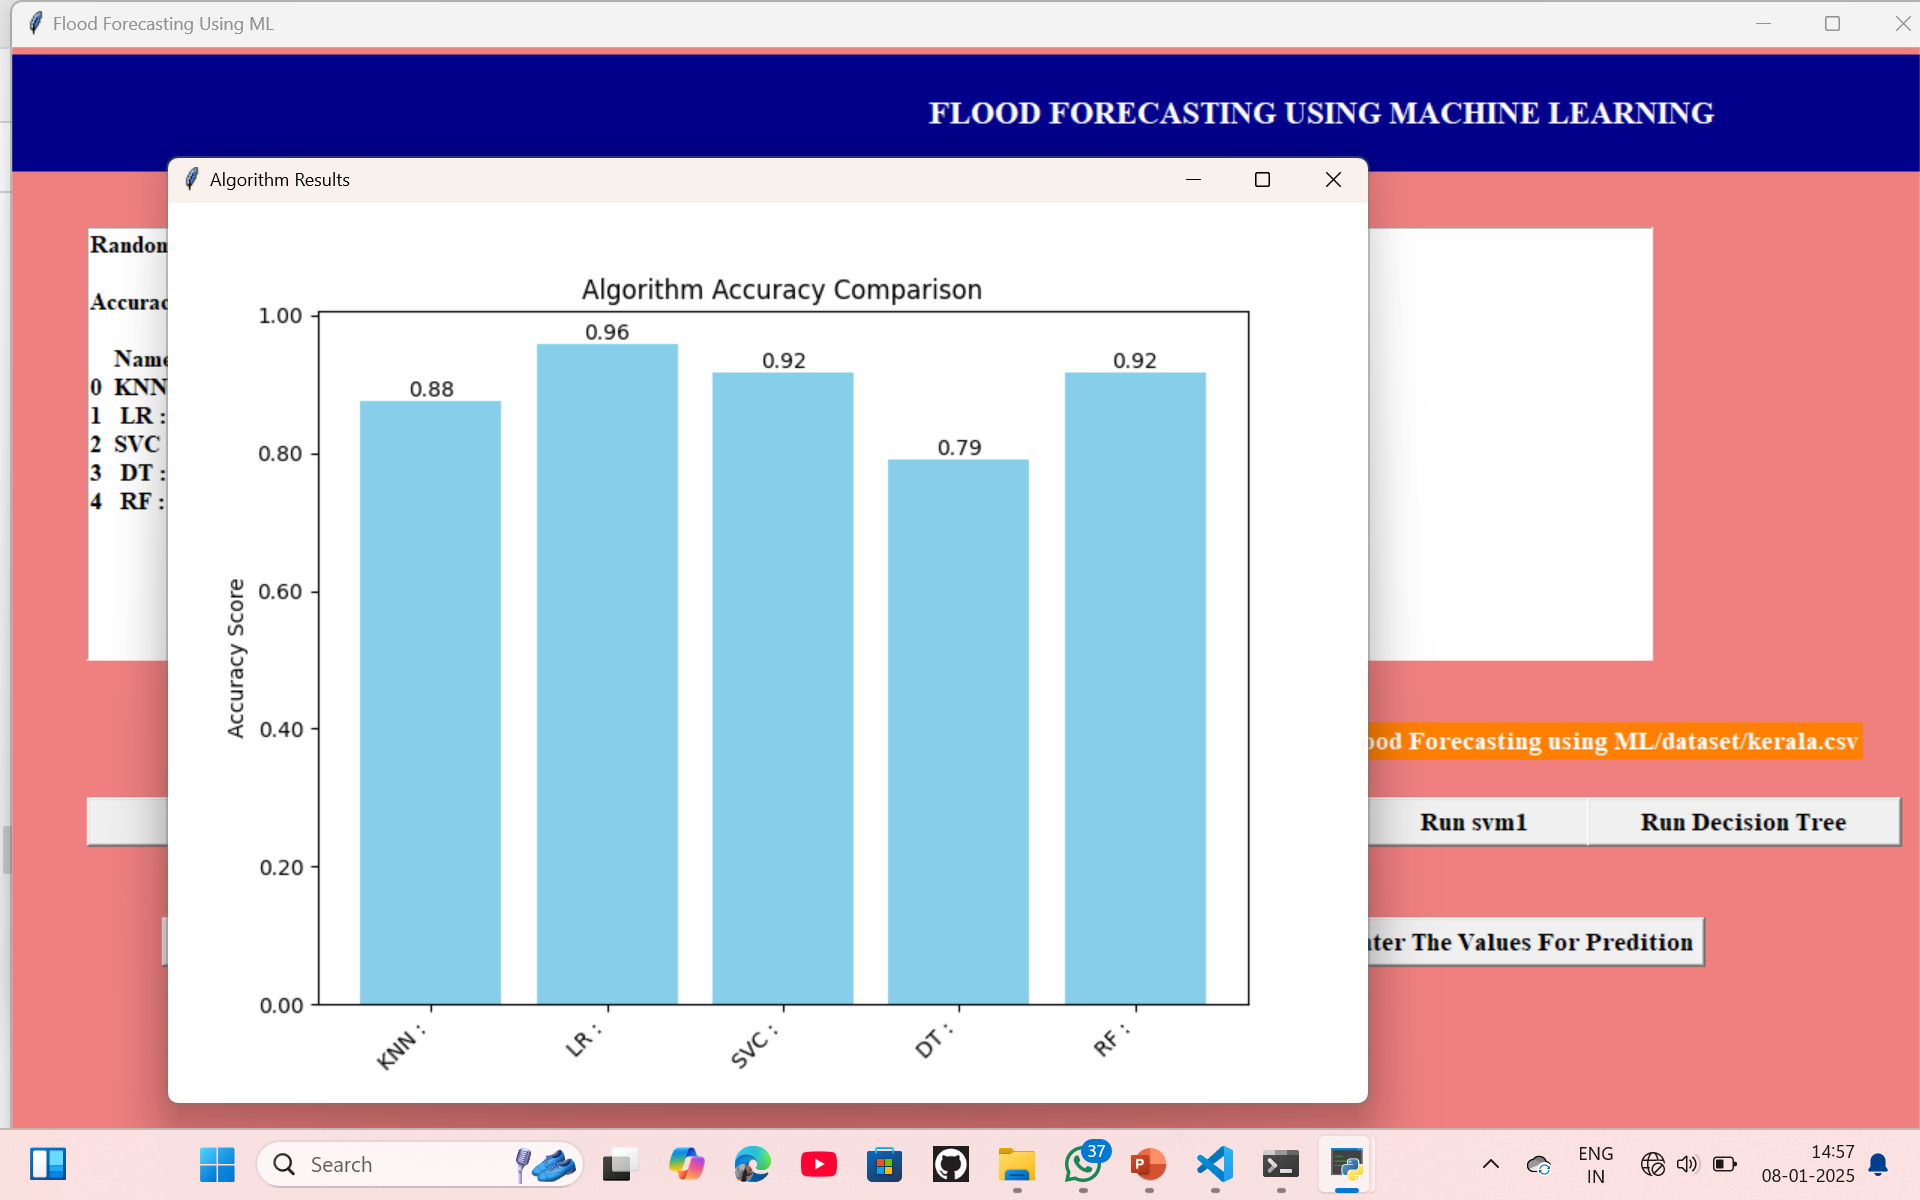 Flood Forecasting Using ML
FLOOD FORECASTING USING MACHINE LEARNING
Algorithm Results
Name
0 KNN
1 LR :
2 SVC
3 DT :
4 RF :
Algorithm Accuracy Comparison
Accuracy Score
1.00
0.80
0.60
0.40
0.20
0.00
0.88
0.96
0.92
0.79
0.92
KNN :
LR :
SVC :
DT :
RF :
Forecasting using ML/dataset/kerala.csv
Run svm1
Run Decision Tree
The Values For Predition
Search
37
P
ENG
IN
14:57
08-01-2025